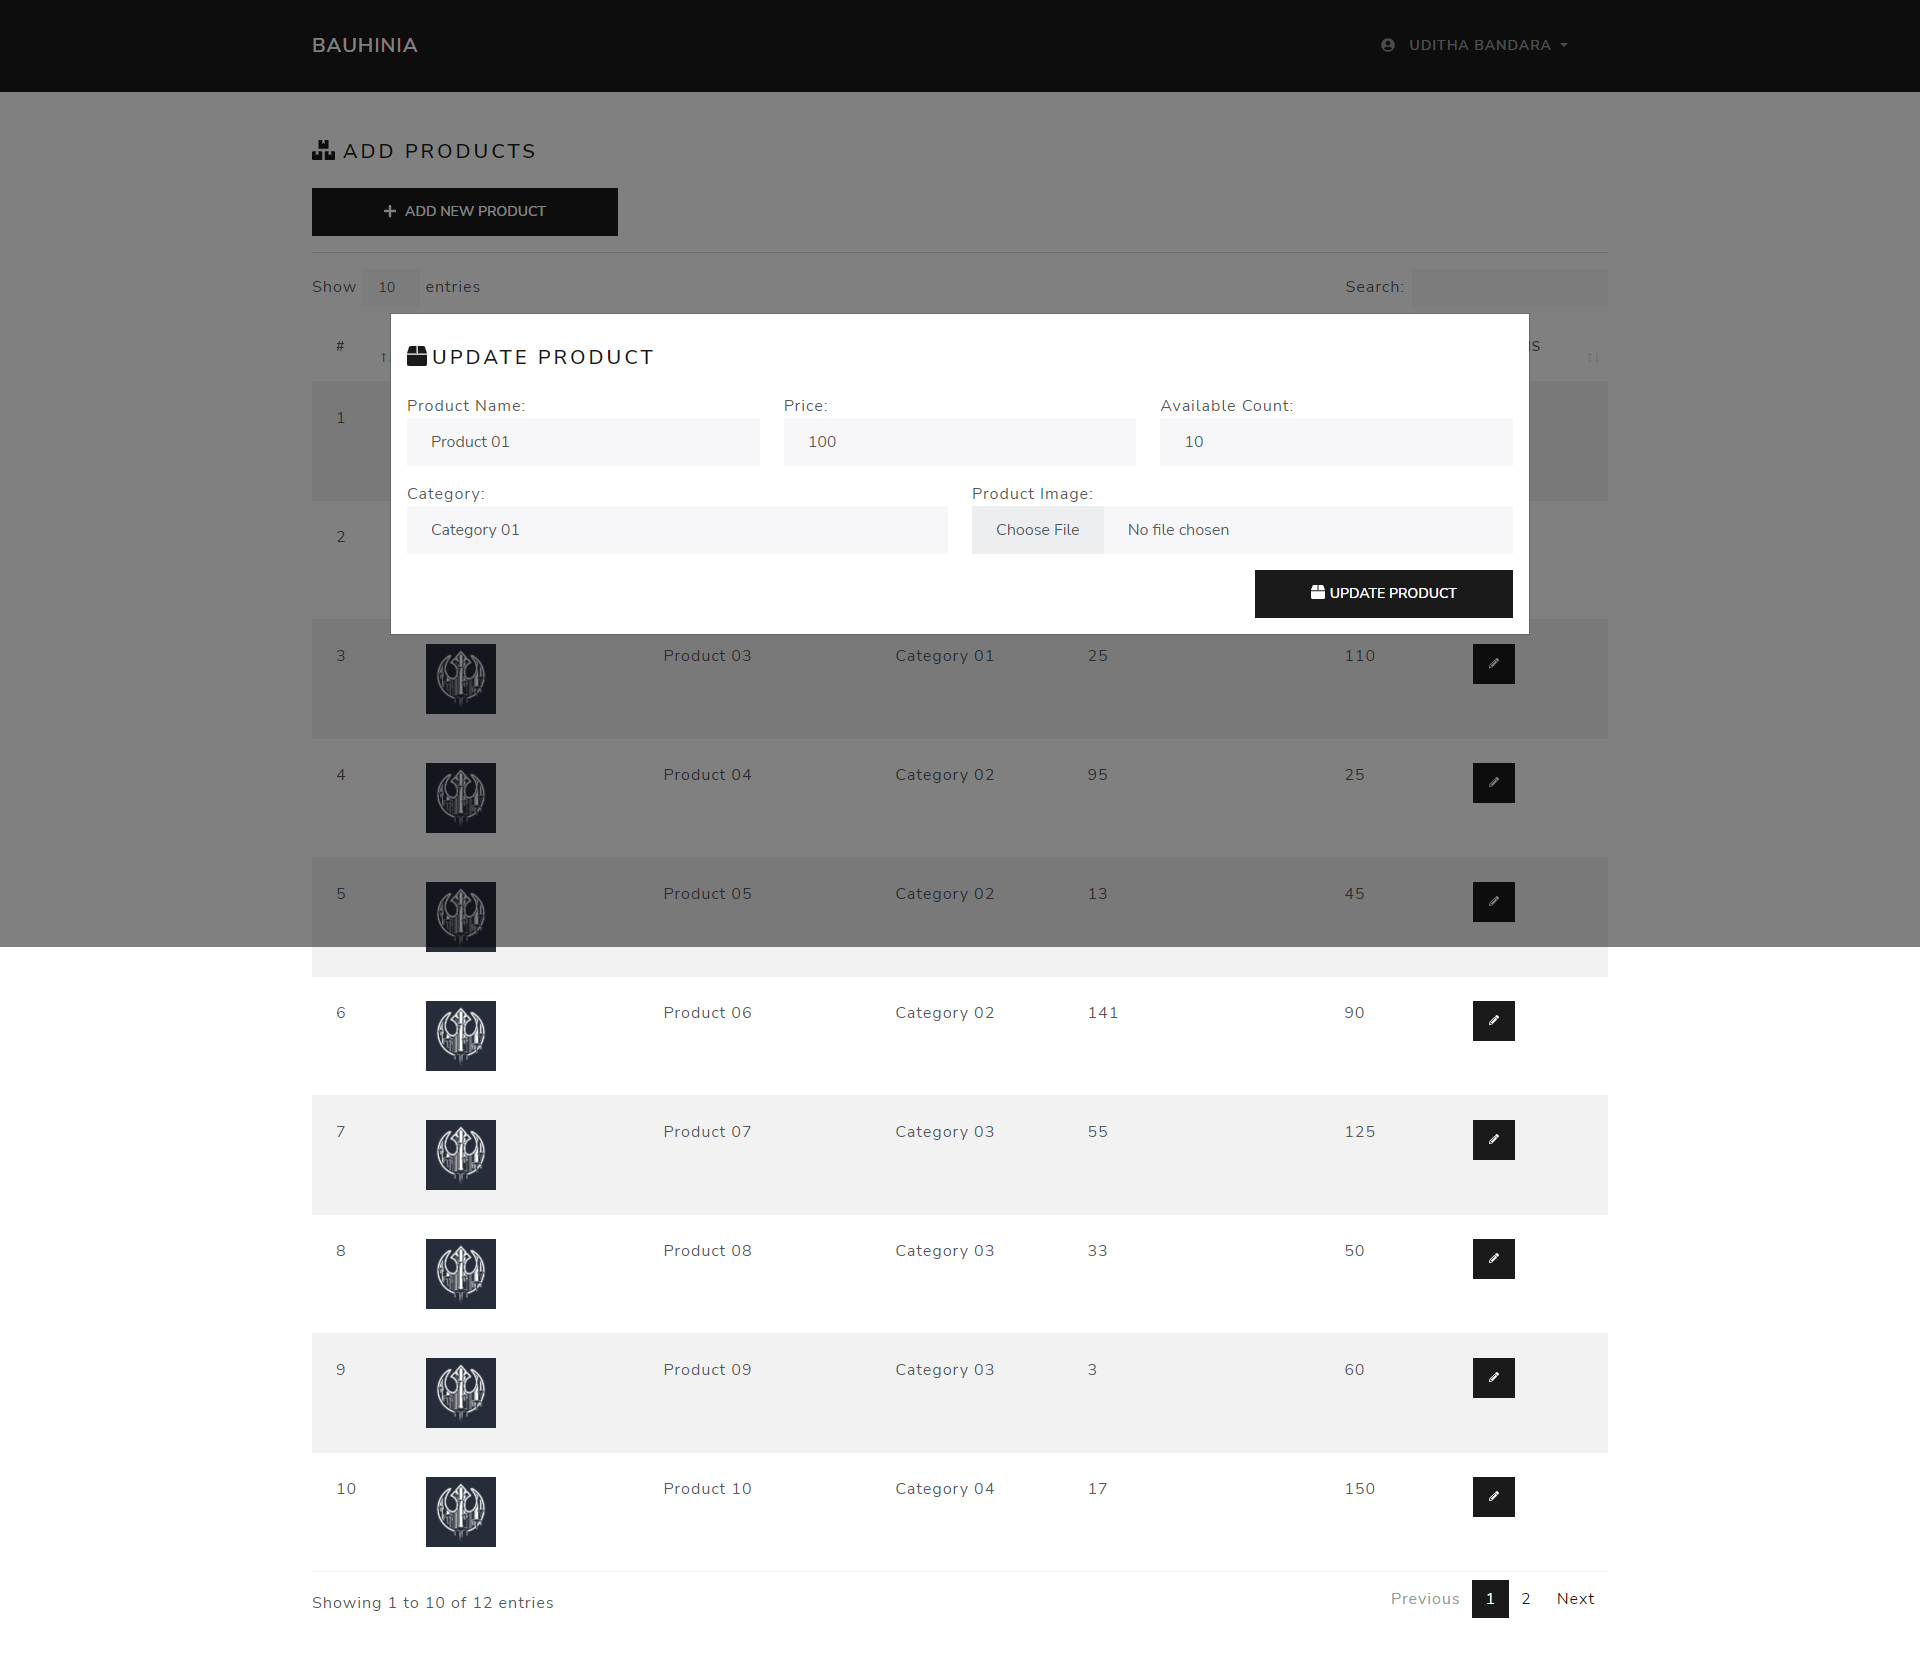 BAUHINIA
UDITHA BANDARA
ADD PRODUCTS
ADD NEW PRODUCT
Show 10 entries
Search:
#
UPDATE PRODUCT
Product Name:
Price:
Available Count:
Product 01
100
10
Category:
Product Image:
Category 01
Choose File
No file chosen
UPDATE PRODUCT
1
2
3 Product 03 Category 01 25 110
4 Product 04 Category 02 95 25
5 Product 05 Category 02 13 45
6 Product 06 Category 02 141 90
7 Product 07 Category 03 55 125
8 Product 08 Category 03 33 50
9 Product 09 Category 03 3 60
10 Product 10 Category 04 17 150
Showing 1 to 10 of 12 entries
Previous 1 2 Next